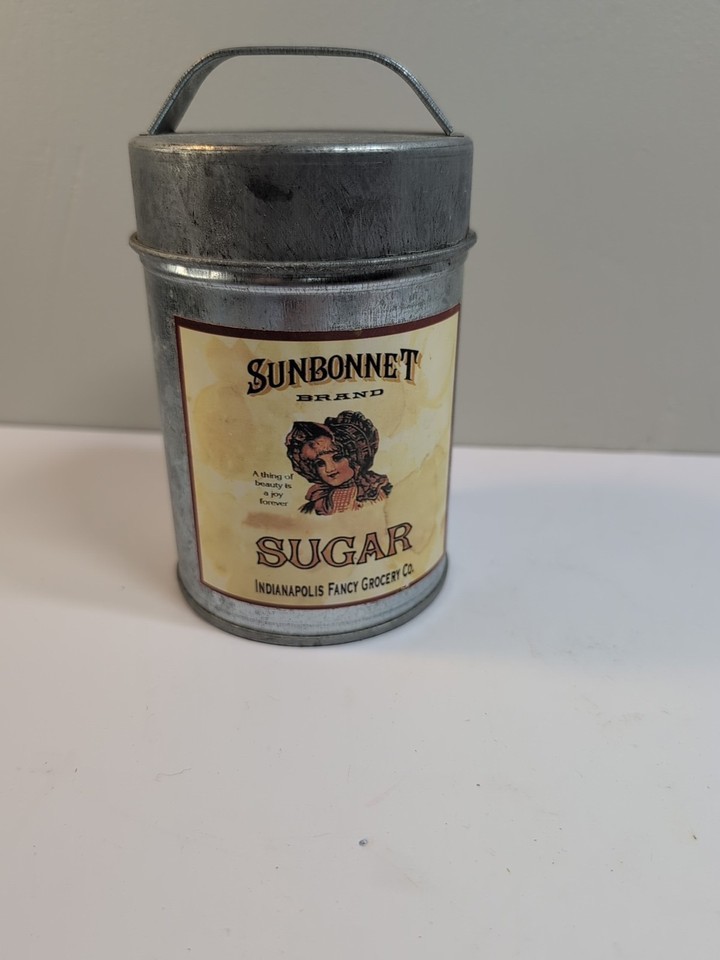 SUNBONNET
BRAND
A thing of
beauty is
a joy
forever
SUGAR
INDIANAPOLIS FANCY GROCERY CO.